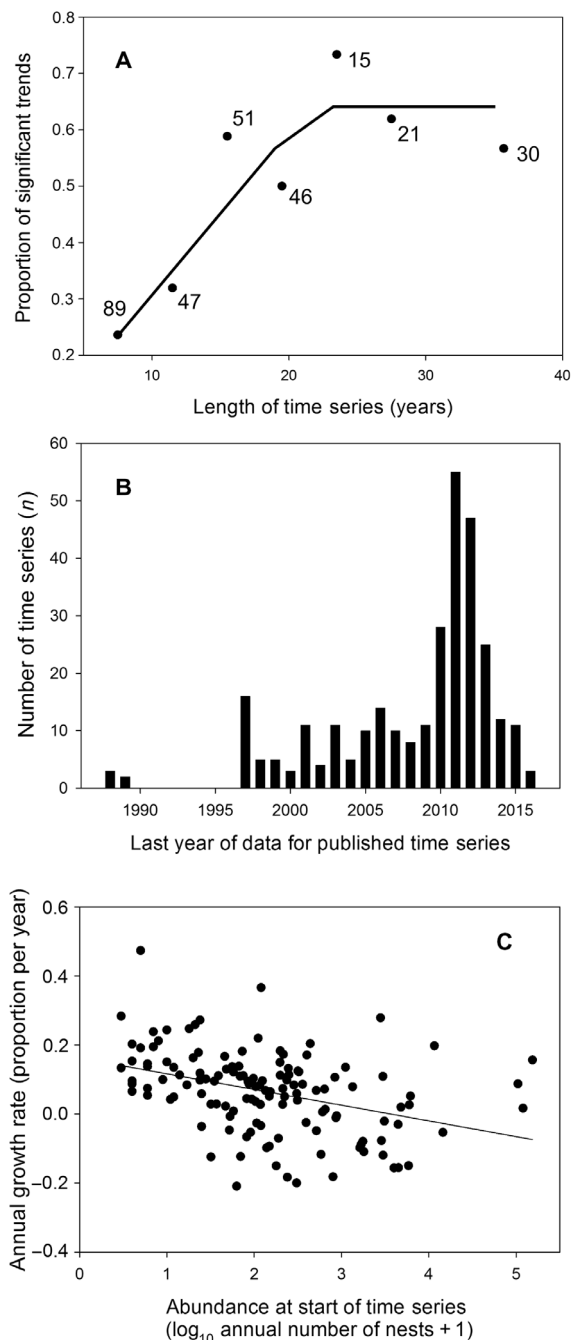 0.8
0.7
0.6
0.5
0.4
0.3
0.2
Proportion of significant trends
A
15
51
21
30
46
89
47
10 20 30 40
Length of time series (years)
60
50
40
30
20
10
0
Number of time series (n)
B
1990 1995 2000 2005 2010 2015
Last year of data for published time series
0.6
0.4
0.2
0.0
−0.2
−0.4
Annual growth rate (proportion per year)
C
0 1 2 3 4 5
Abundance at start of time series
(log10 annual number of nests + 1)